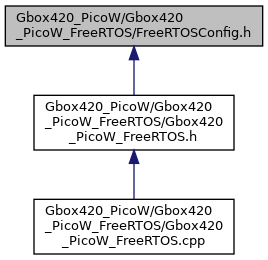 Gbox420_PicoW/Gbox420
_PicoW_FreeRTOS/FreeRTOSConfig.h
Gbox420_PicoW/Gbox420
_PicoW_FreeRTOS/Gbox420
_PicoW_FreeRTOS.h
Gbox420_PicoW/Gbox420
_PicoW_FreeRTOS/Gbox420
_PicoW_FreeRTOS.cpp